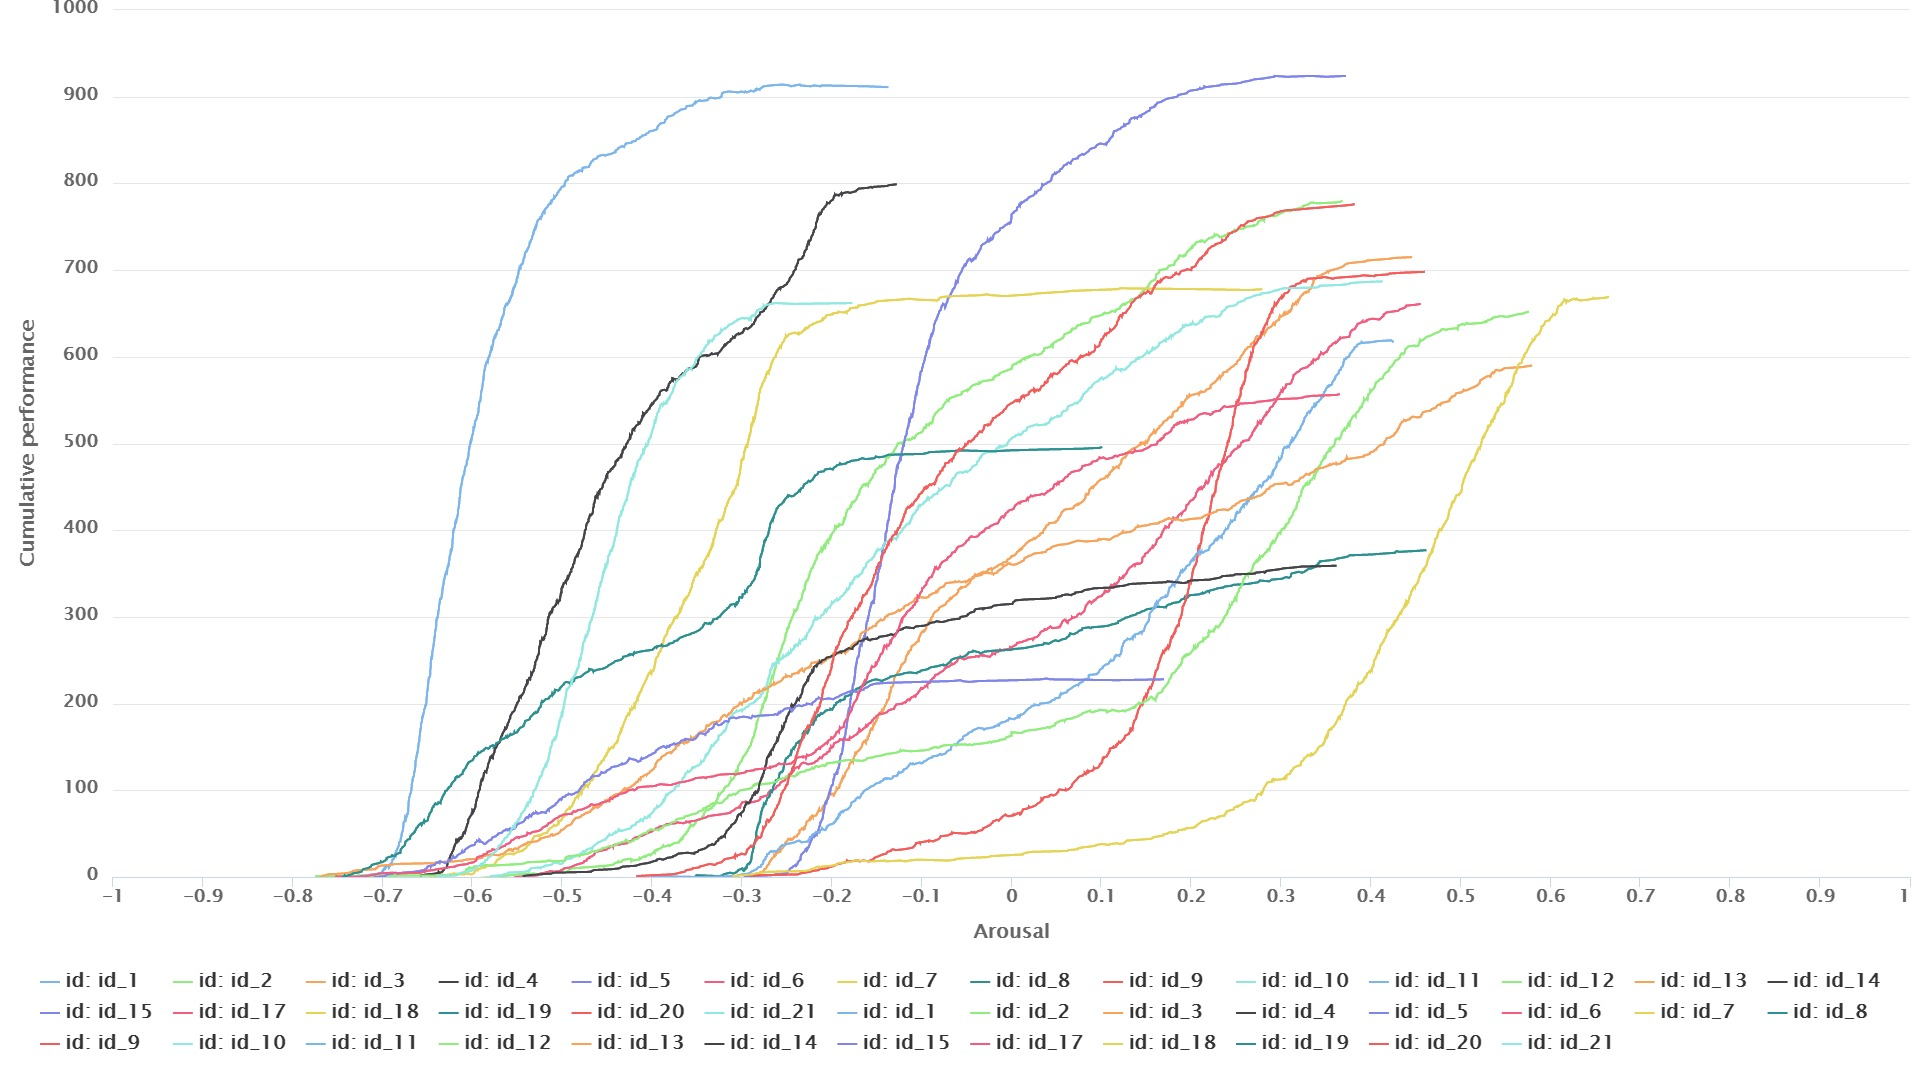 1000
900
800
700
600
500
400
300
200
100
0
Cumulative performance
−1 −0.9 −0.8 −0.7 −0.6 −0.5 −0.4 −0.3 −0.2 −0.1 0 0.1 0.2 0.3 0.4 0.5 0.6 0.7 0.8 0.9 1
Arousal
id: id_1 id: id_2 id: id_3 id: id_4 id: id_5 id: id_6 id: id_7 id: id_8 id: id_9 id: id_10 id: id_11 id: id_12 id: id_13 id: id_14
id: id_15 id: id_17 id: id_18 id: id_19 id: id_20 id: id_21 id: id_1 id: id_2 id: id_3 id: id_4 id: id_5 id: id_6 id: id_7 id: id_8
id: id_9 id: id_10 id: id_11 id: id_12 id: id_13 id: id_14 id: id_15 id: id_17 id: id_18 id: id_19 id: id_20 id: id_21